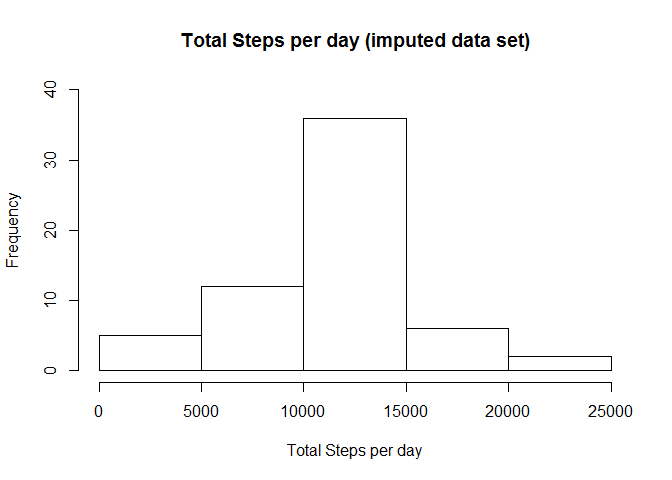 Total Steps per day (imputed data set)
Frequency
40
30
20
10
0
0 5000 10000 15000 20000 25000
Total Steps per day